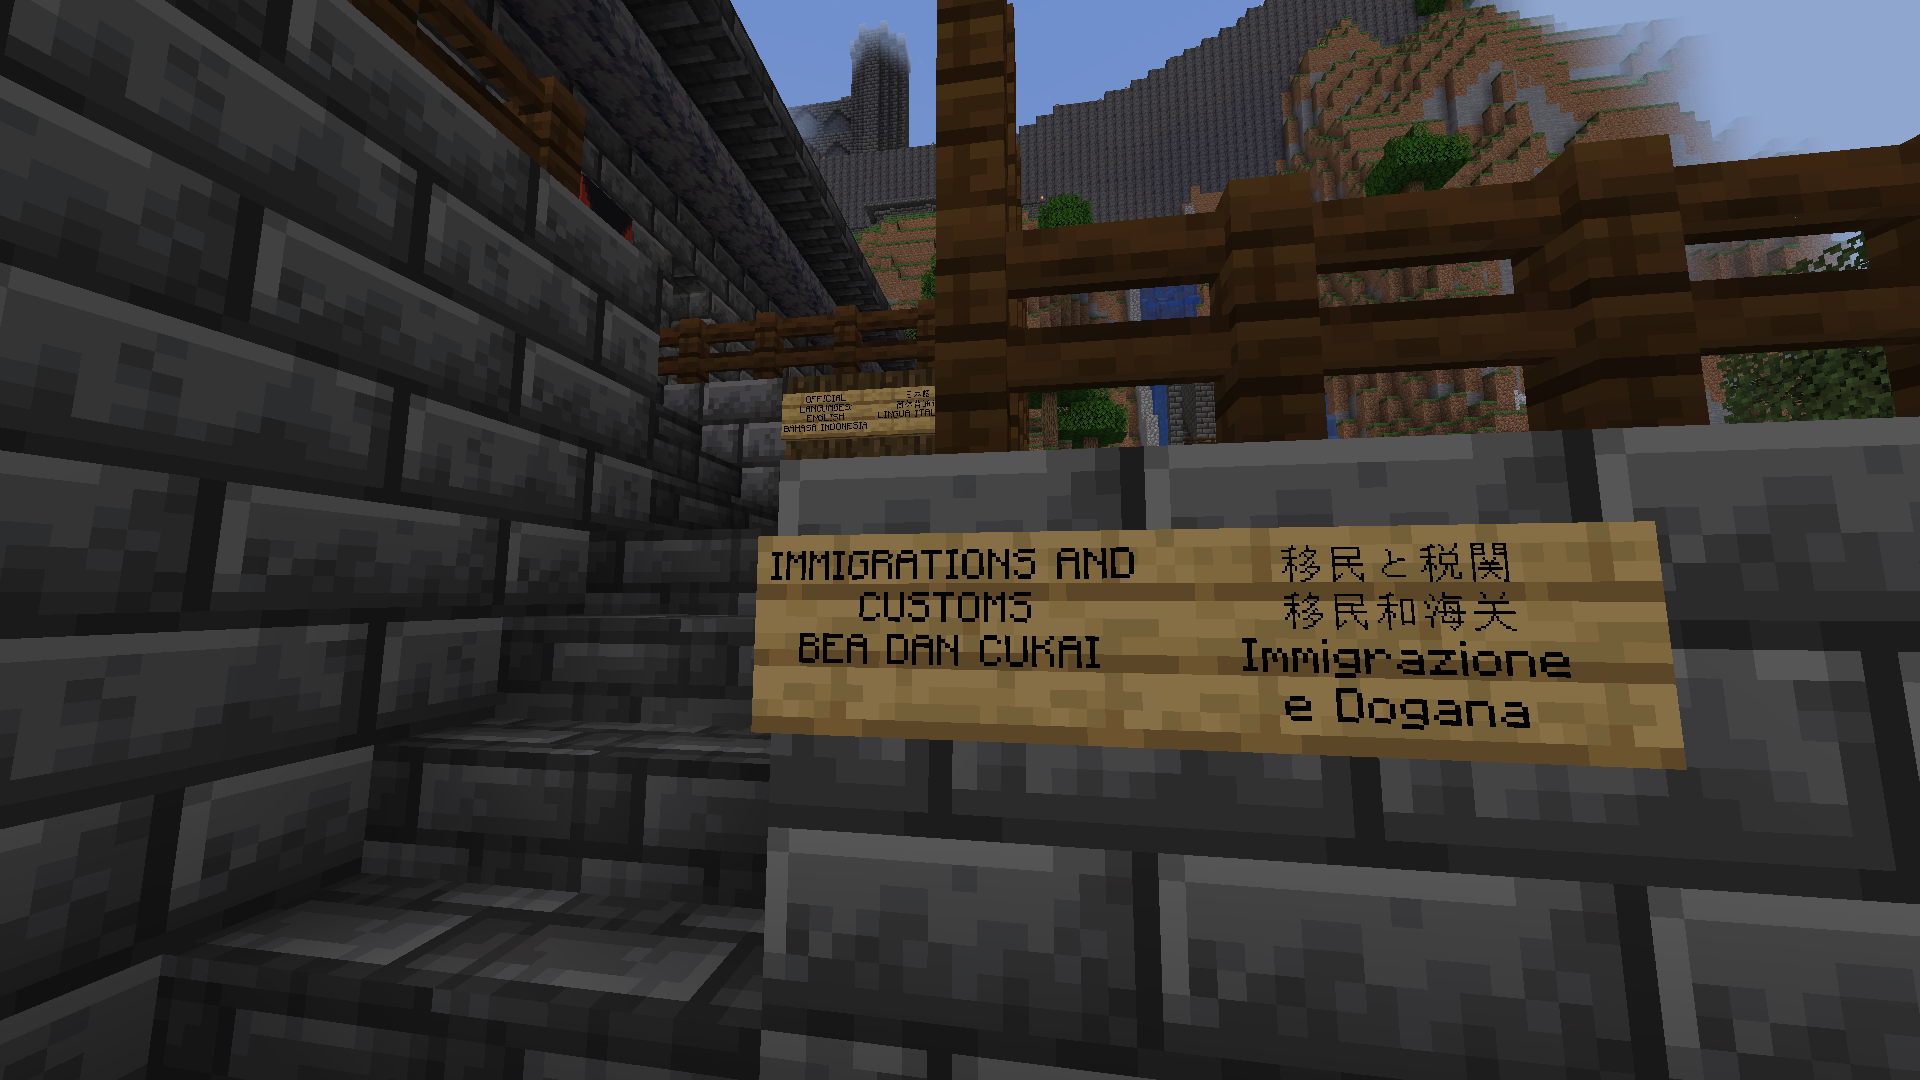 OFFICIAL
LANGUAGES:
ENGLISH
BAHASA INDONESIA
LINGUA
IMMIGRATIONS AND
CUSTOMS
BEA DAN CUKAI
移民と税関
移民和海关
Immigrazione
e Dogana